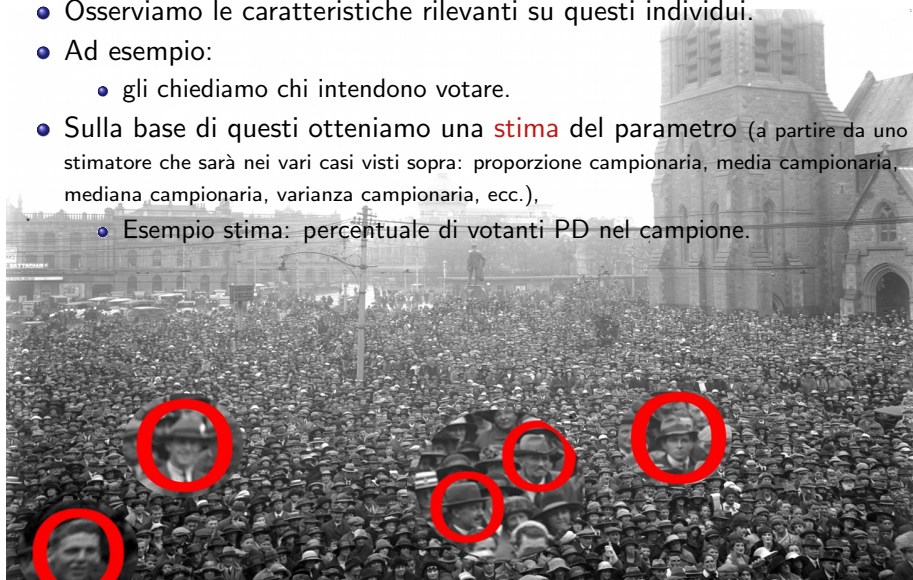 Osserviamo le caratteristiche rilevanti su questi individui.
Ad esempio:
gli chiediamo chi intendono votare.
Sulla base di questi otteniamo una stima del parametro (a partire da uno
stimatore che sarà nei vari casi visti sopra: proporzione campionaria, media campionaria,
mediana campionaria, varianza campionaria, ecc.),
Esempio stima: percentuale di votanti PD nel campione.